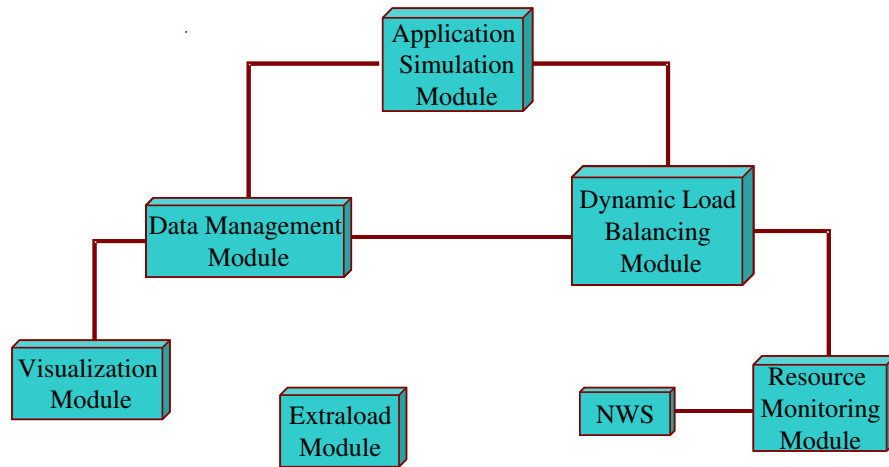 Application
Simulation
Module
Data Management
Module
Dynamic Load
Balancing
Module
Visualization
Module
Extraload
Module
NWS
Resource
Monitoring
Module